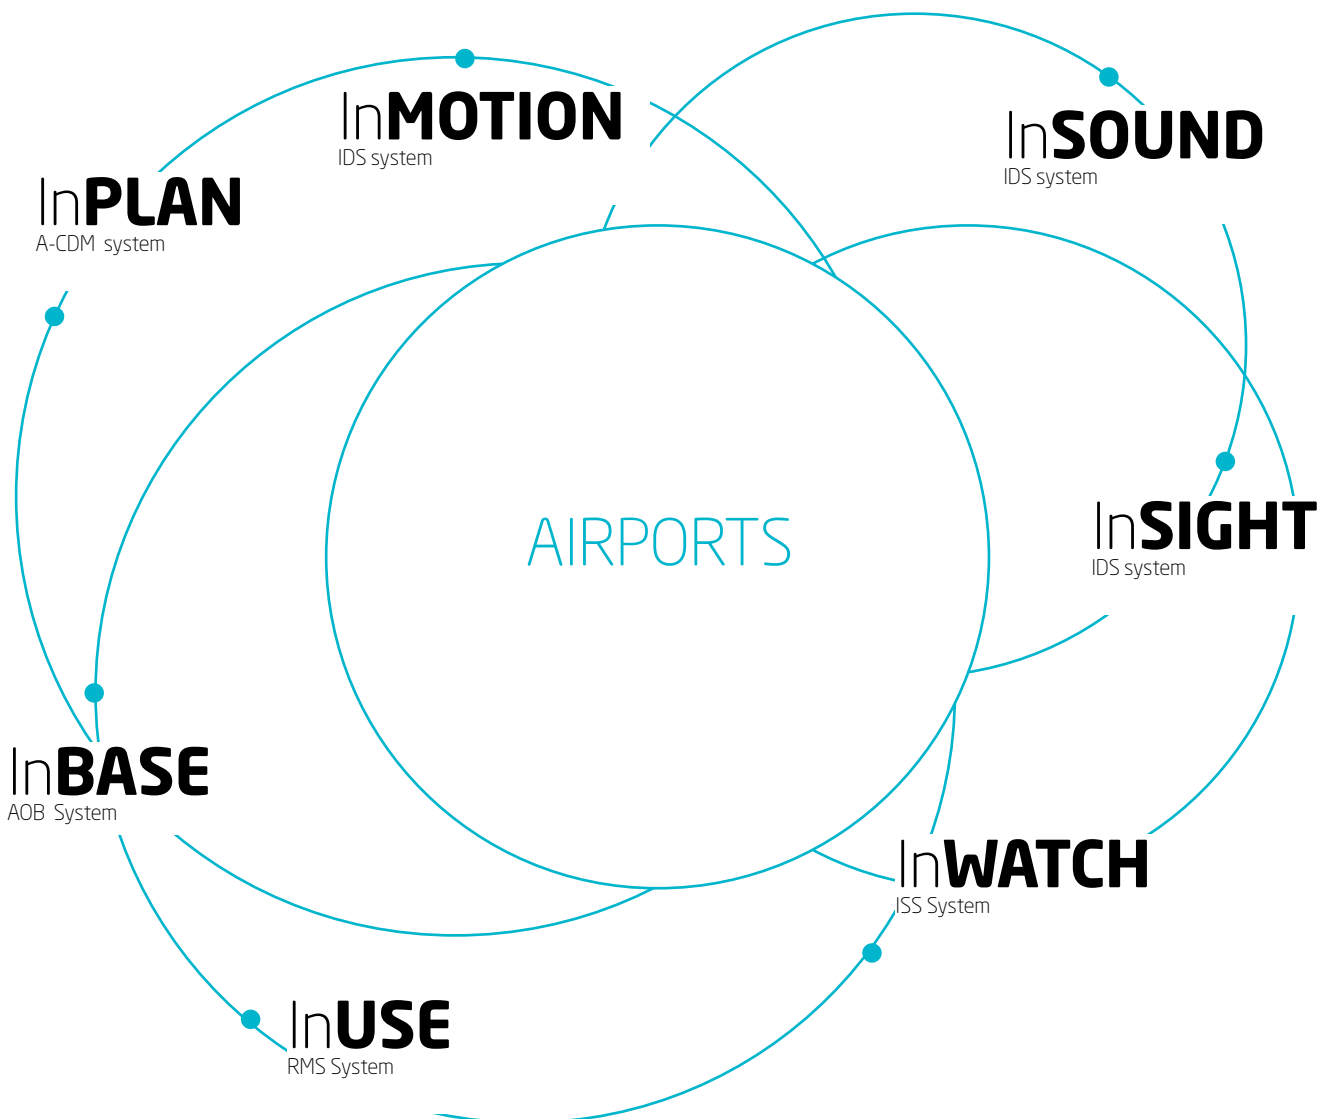 InMOTION
IDS system
InSOUND
IDS system
InPLAN
A-CDM system
InSIGHT
IDS system
AIRPORTS
InBASE
AOB System
InWATCH
ISS System
InUSE
RMS System